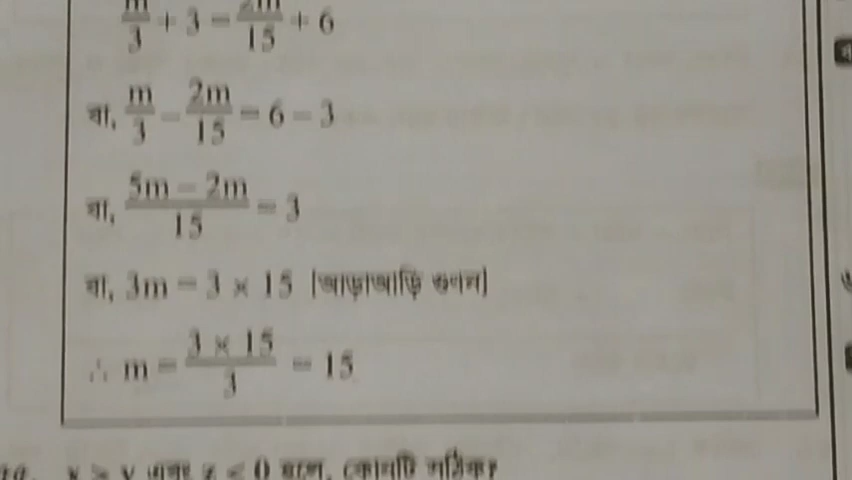 m/3 + 3 = 2m/15 + 6
বা, m/3 - 2m/15 = 6 - 3
বা, (5m - 2m)/15 = 3
বা, 3m = 3 × 15 [আড়াআড়ি গুণন]
∴ m = (3 × 15)/3 = 15
x > y এবং z < 0 হলে, কোনটি সঠিক?